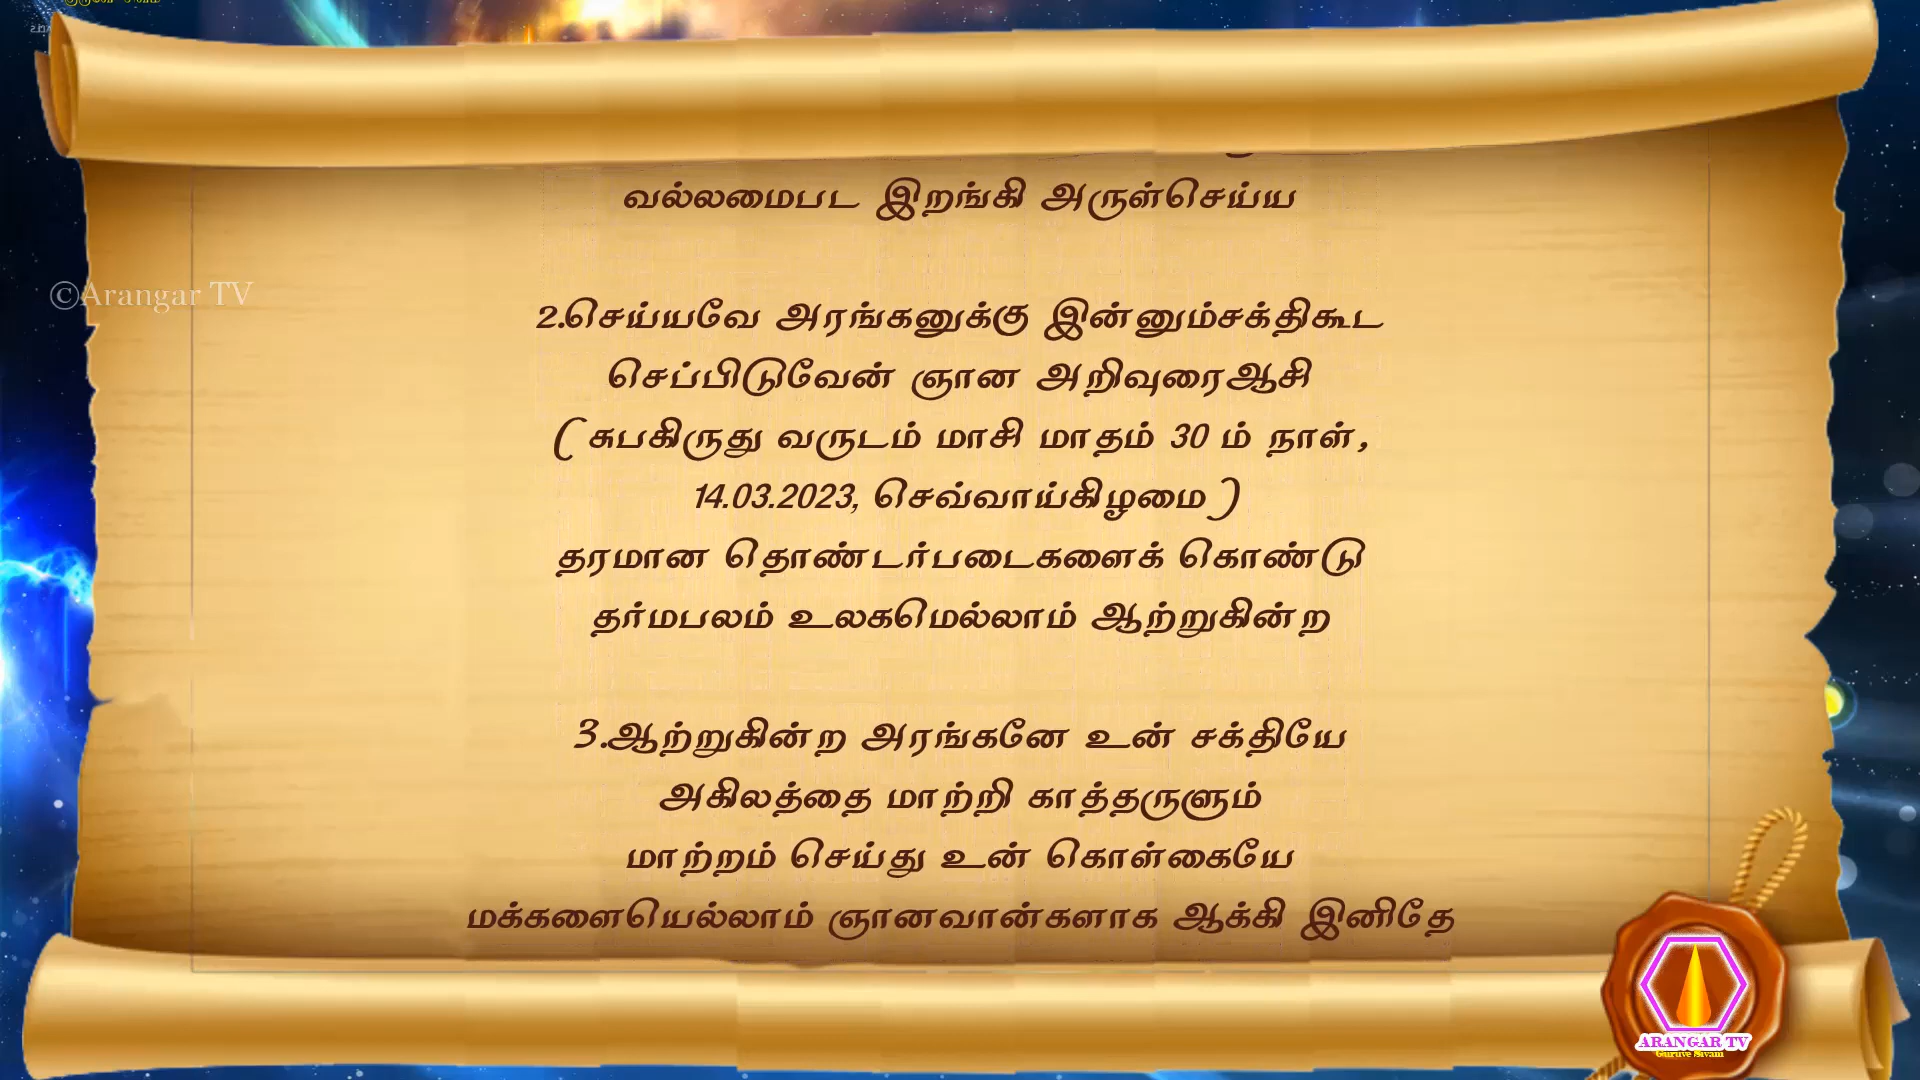 வல்லமைபட இறங்கி அருள்செய்ய
©Arangar TV
2.செய்யவே அரங்கனுக்கு இன்னும்சக்திகூட
செப்பிடுவேன் ஞான அறிவுரைஆசி
( சுபகிருது வருடம் மாசி மாதம் 30 ம் நாள்,
14.03.2023, செவ்வாய்கிழமை )
தரமான தொண்டர்படைகளைக் கொண்டு
தர்மபலம் உலகமெல்லாம் ஆற்றுகின்ற
3.ஆற்றுகின்ற அரங்கனே உன் சக்தியே
அகிலத்தை மாற்றி காத்தருளும்
மாற்றம் செய்து உன் கொள்கையே
மக்களையெல்லாம் ஞானவான்களாக ஆக்கி இனிதே
ARANGAR TV
Guruve Sivam